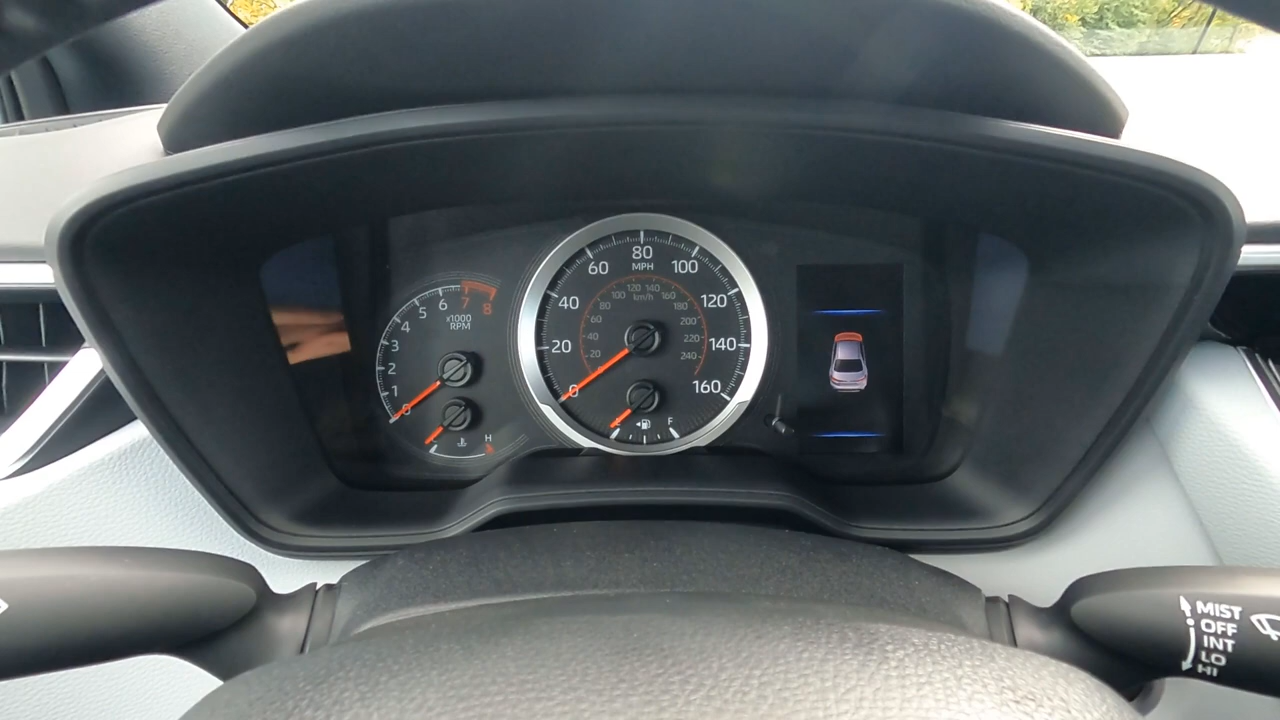 0 1 2 3 4 5 6 7 8
x1000
RPM
H
0 20 40 60 80 100 120 140 160
MPH
20 40 60 80 100 120 140 160 180 200 220 240
km/h
F
MIST
OFF
INT
LO
HI